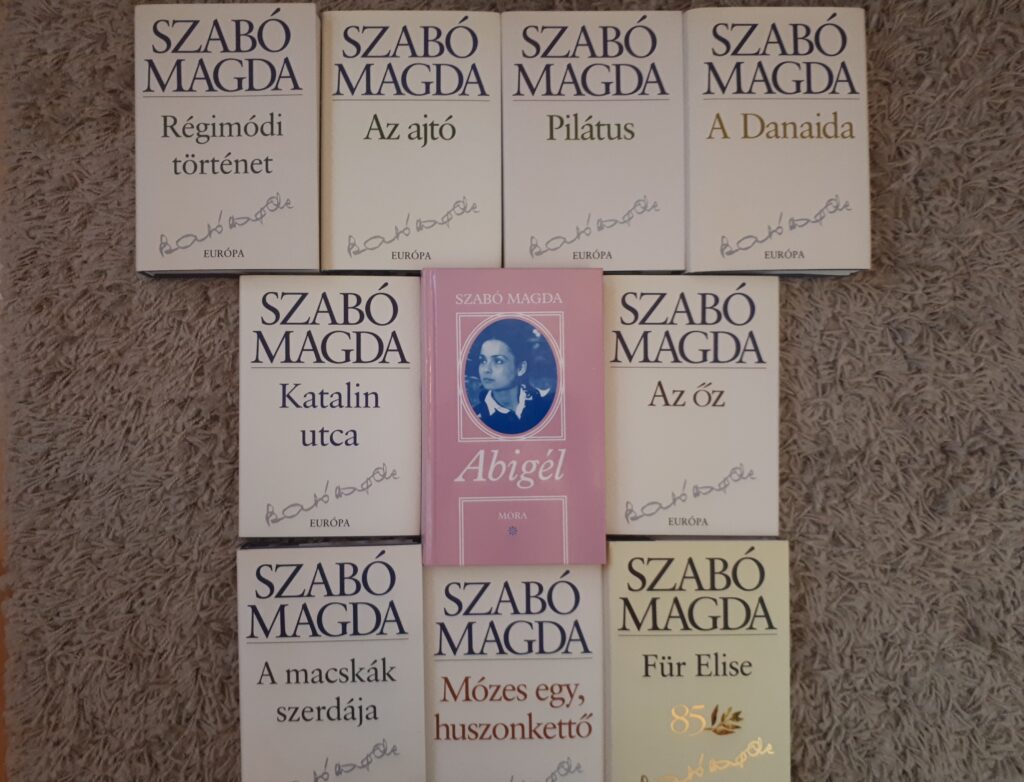 SZABÓ
MAGDA
Régimódi
történet
EURÓPA
SZABÓ
MAGDA
Az ajtó
EURÓPA
SZABÓ
MAGDA
Pilátus
EURÓPA
SZABÓ
MAGDA
A Danaida
EURÓPA
SZABÓ
MAGDA
Katalin
utca
EURÓPA
SZABÓ MAGDA
Abigél
MÓRA
SZABÓ
MAGDA
Az őz
EURÓPA
SZABÓ
MAGDA
A macskák
szerdája
SZABÓ
MAGDA
Mózes egy,
huszonkettő
SZABÓ
MAGDA
Für Elise
85